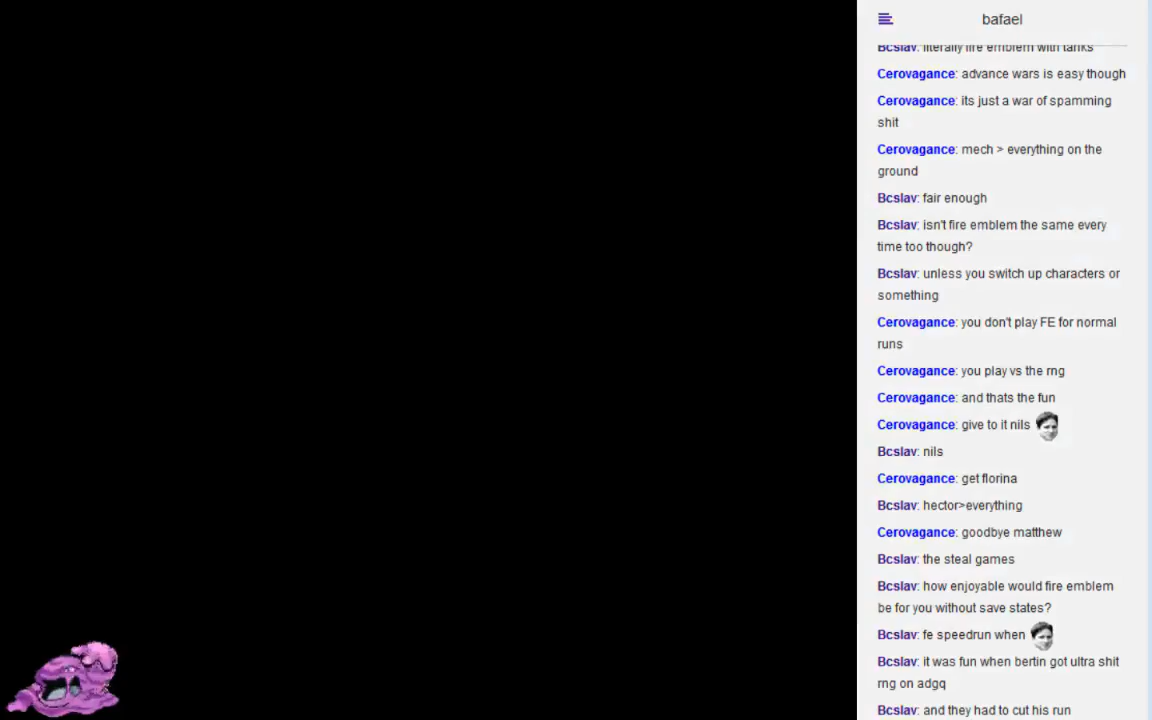 bafael
Bcslav: literally fire emblem with tanks
Cerovagance: advance wars is easy though
Cerovagance: its just a war of spamming
shit
Cerovagance: mech > everything on the
ground
Bcslav: fair enough
Bcslav: isn't fire emblem the same every
time too though?
Bcslav: unless you switch up characters or
something
Cerovagance: you don't play FE for normal
runs
Cerovagance: you play vs the rng
Cerovagance: and thats the fun
Cerovagance: give to it nils
Bcslav: nils
Cerovagance: get florina
Bcslav: hector>everything
Cerovagance: goodbye matthew
Bcslav: the steal games
Bcslav: how enjoyable would fire emblem
be for you without save states?
Bcslav: fe speedrun when
Bcslav: it was fun when bertin got ultra shit
rng on adgq
Bcslav: and they had to cut his run